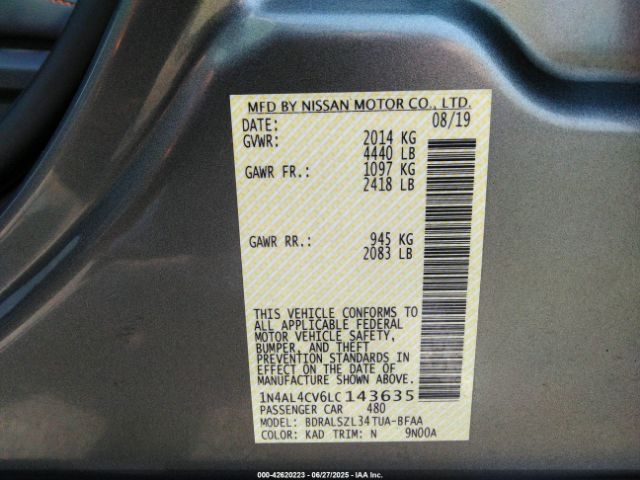 MFD BY NISSAN MOTOR CO., LTD.
DATE: 08/19
GVWR: 2014 KG
4440 LB
GAWR FR.: 1097 KG
2418 LB
GAWR RR.: 945 KG
2083 LB
THIS VEHICLE CONFORMS TO
ALL APPLICABLE FEDERAL
MOTOR VEHICLE SAFETY,
BUMPER, AND THEFT
PREVENTION STANDARDS IN
EFFECT ON THE DATE OF
MANUFACTURE SHOWN ABOVE.
1N4AL4CV6LC143635
PASSENGER CAR 480
MODEL: BDRALSZL34TUA-BFAA
COLOR: KAD TRIM: N 9N00A
000-42620223 | 06/27/2025 | IAAI.com